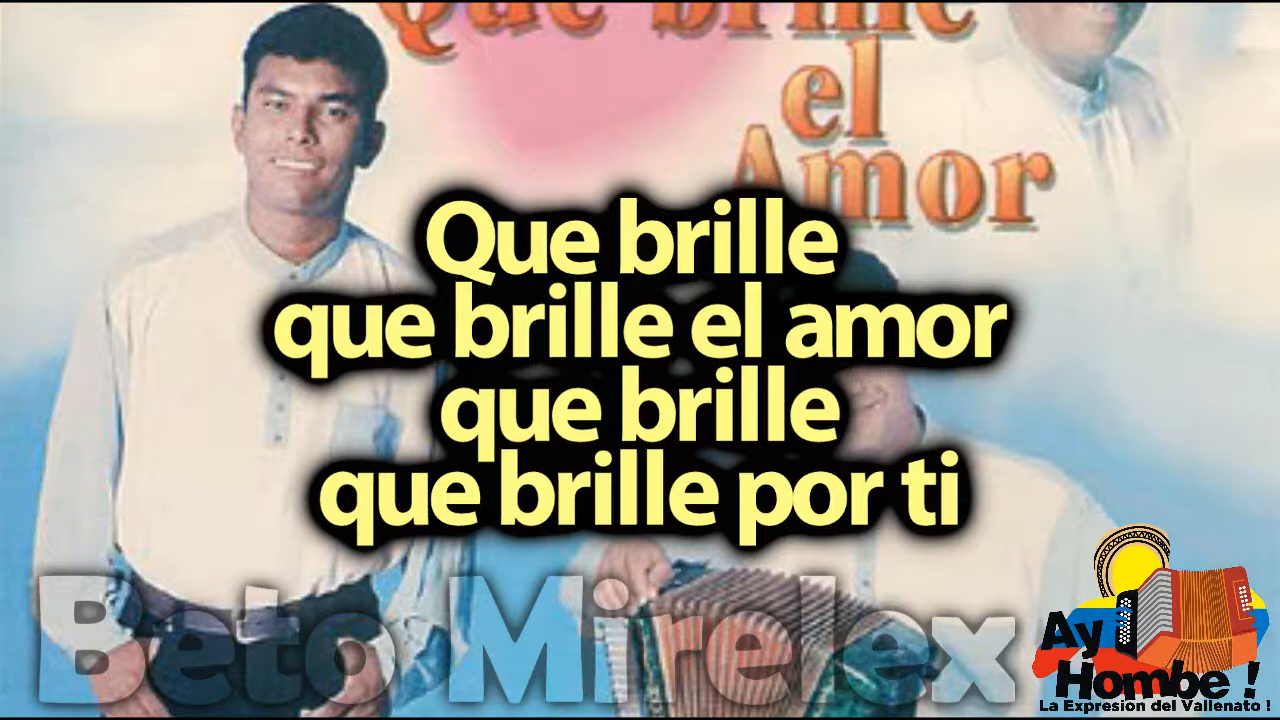 Que brille
el
Amor
Que brille
que brille el amor
que brille
que brille por ti
Beto Mirelex
Ay
Hombe !
La Expresion del Vallenato !